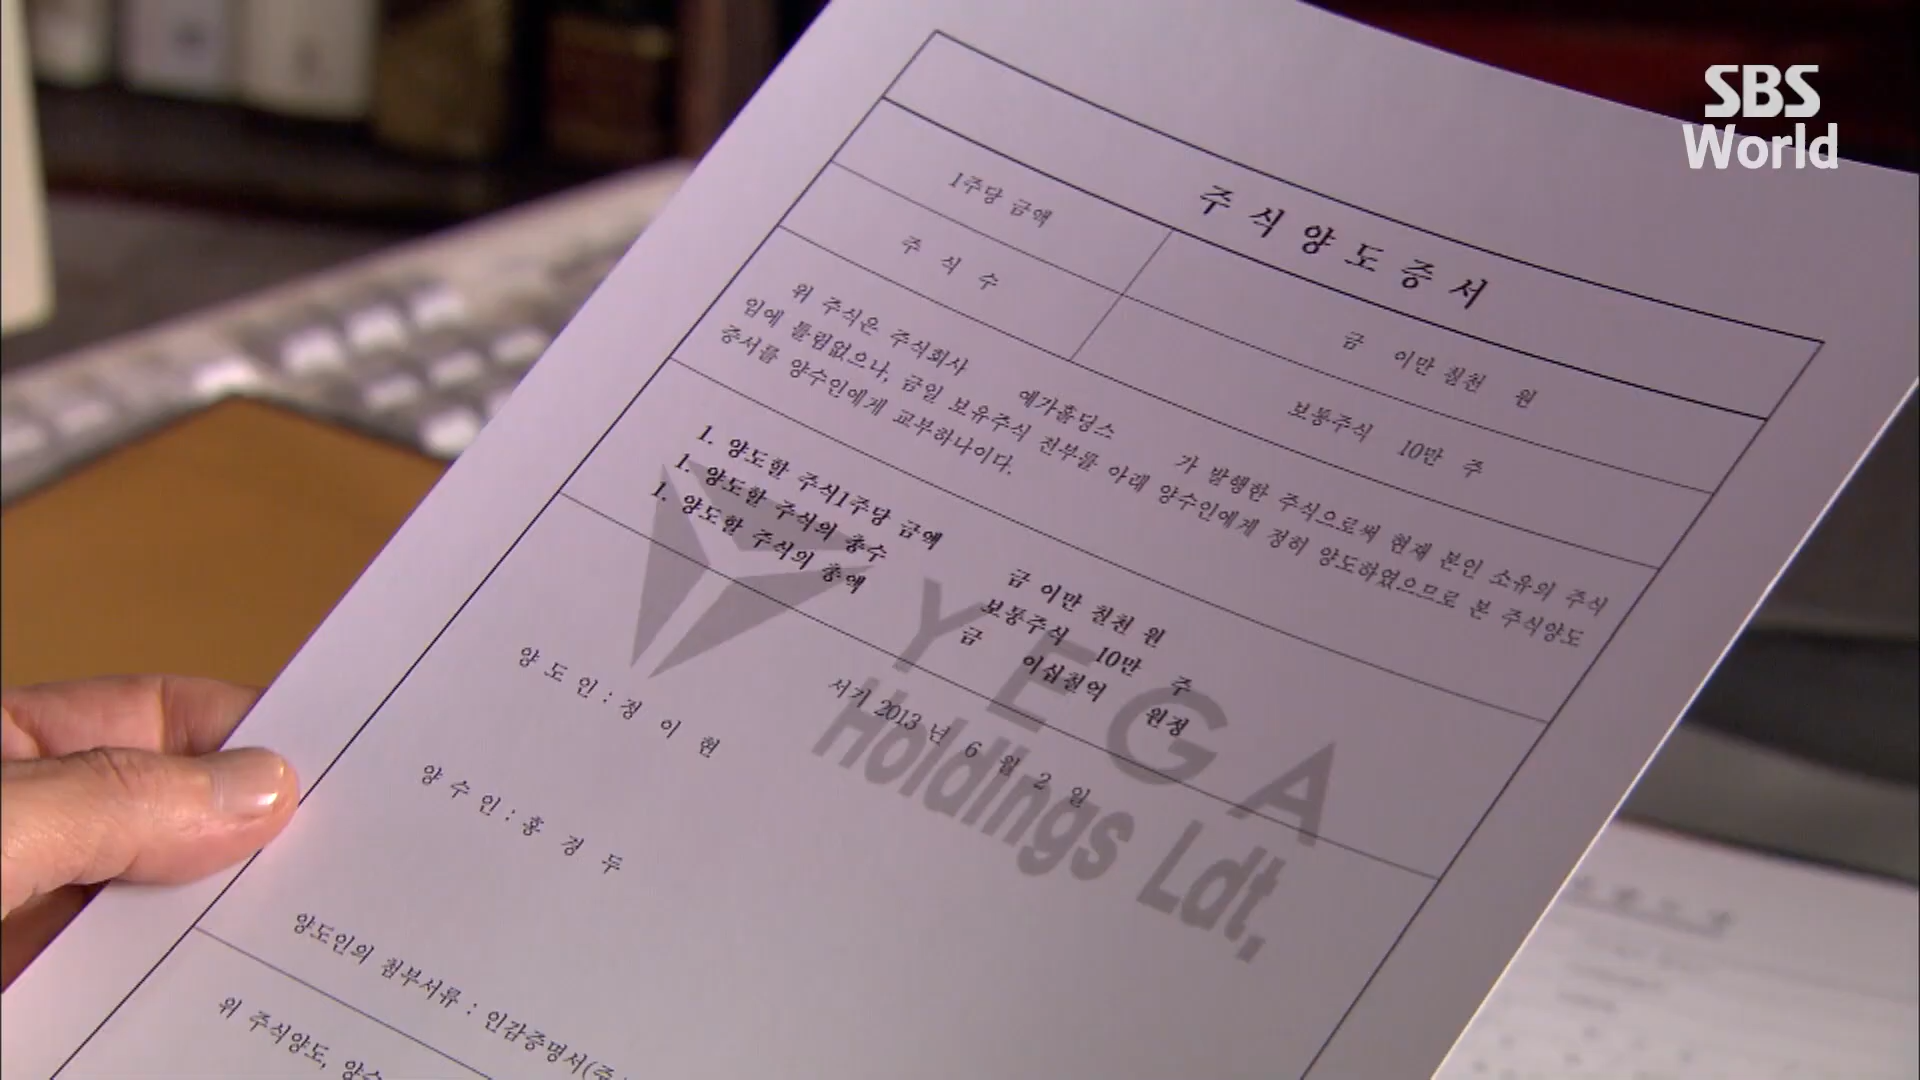 SBS
World
주식양도증서
1주당 금액 금 이만 칠천 원
주 식 수 보통주식 10만 주
위 주식은 주식회사 예가홀딩스 가 발행한 주식으로써 현재 본인 소유의 주식
임에 틀림없으나, 금일 보유주식 전부를 아래 양수인에게 정히 양도하였으므로 본 주식양도
증서를 양수인에게 교부하나이다.
1. 양도한 주식1주당 금액 금 이만 칠천 원
1. 양도한 주식의 총수 보통주식 10만 주
1. 양도한 주식의 총액 금 이십칠억 원정
YEGA
Holdings Ldt,
서기 2013 년 6 월 2 일
양 도 인 : 정 이 현
양 수 인 : 홍 경 두
양도인의 첨부서류 : 인감증명서(주
위 주식양도, 양수